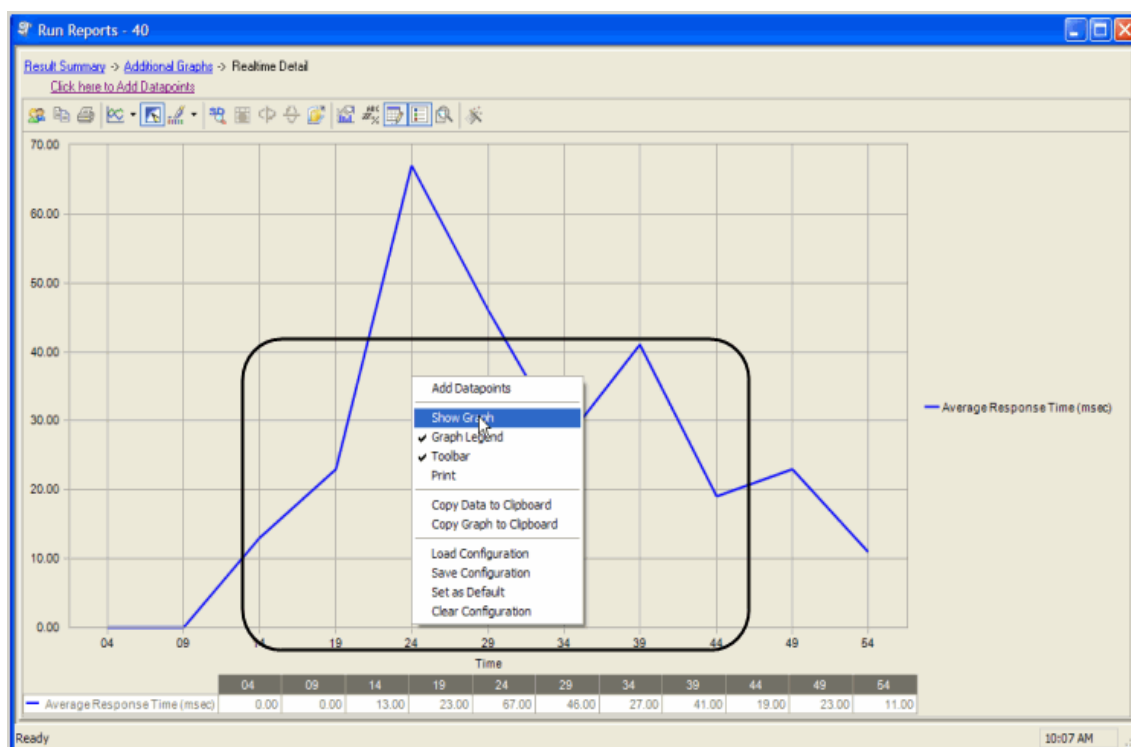 Run Reports - 40
Result Summary -> Additional Graphs -> Realtime Detail
Click here to Add Datapoints
70.00
60.00
50.00
40.00
30.00
20.00
10.00
0.00
Add Datapoints
Show Graph
Graph Legend
Toolbar
Print
Copy Data to Clipboard
Copy Graph to Clipboard
Load Configuration
Save Configuration
Set as Default
Clear Configuration
Average Response Time (msec)
04 09 14 19 24 29 34 39 44 49 54
Time
04 09 14 19 24 29 34 39 44 49 54
Average Response Time (msec) 0.00 0.00 13.00 23.00 67.00 46.00 27.00 41.00 19.00 23.00 11.00
Ready 10:07 AM